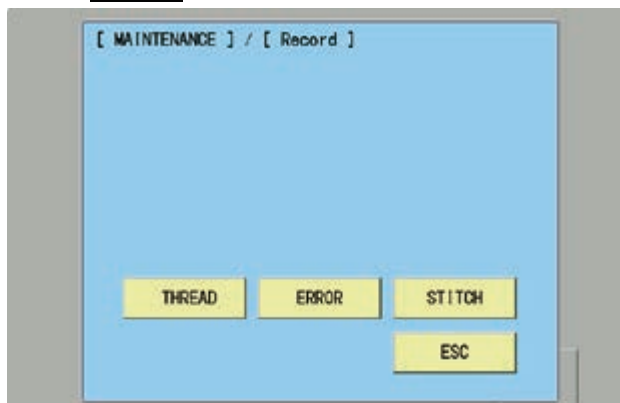 [ MAINTENANCE ] / [ Record ]
THREAD ERROR STITCH
ESC